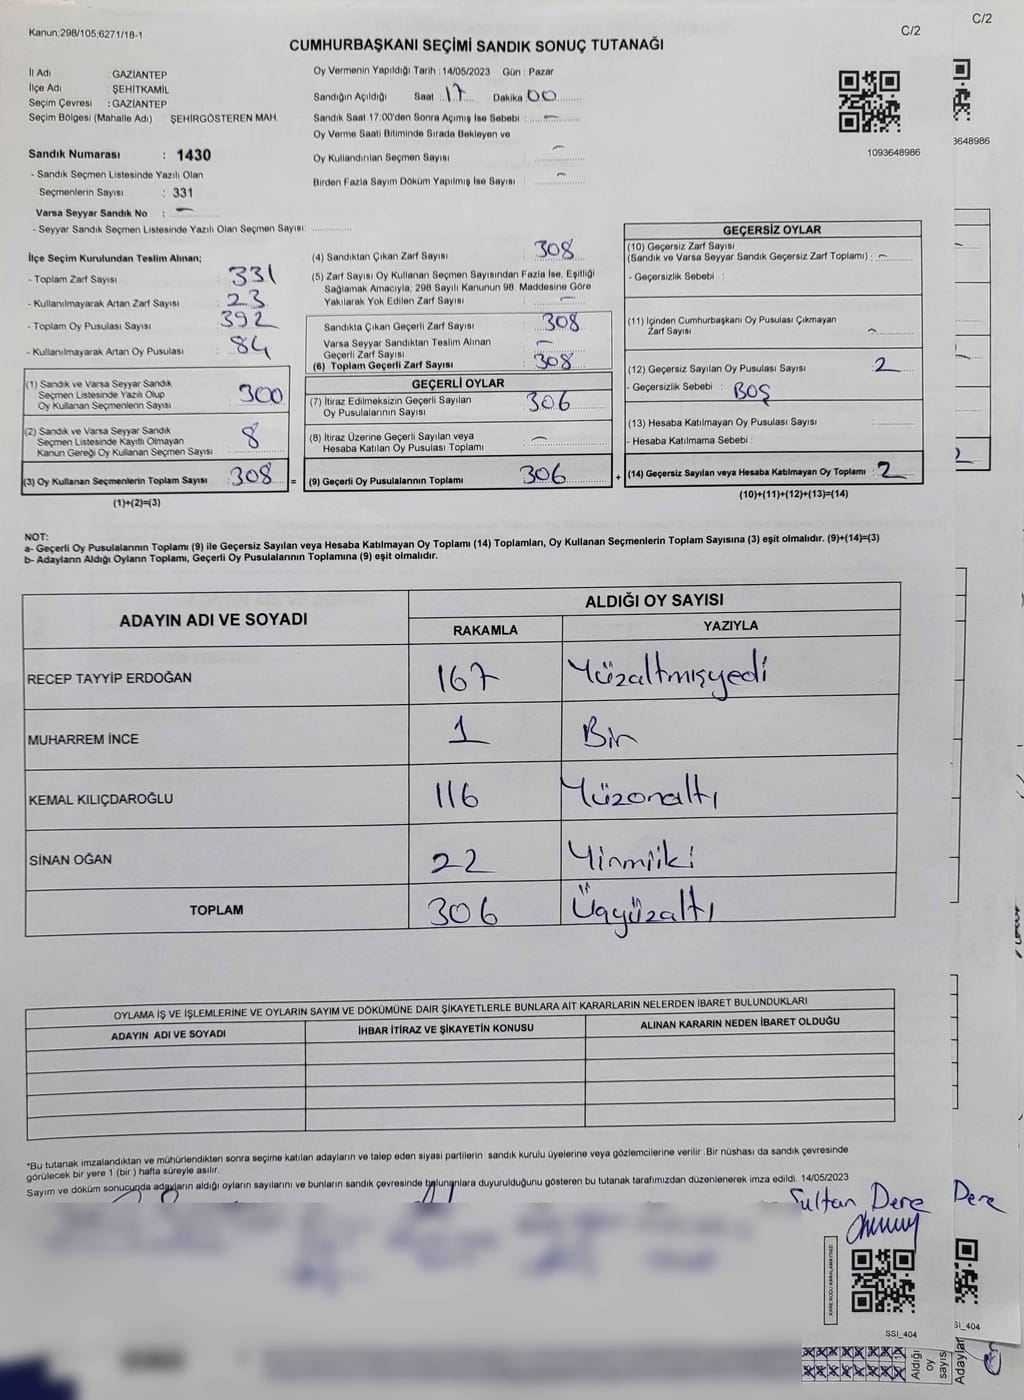 C/2
Kanun;298/105;6271/18-1
C/2
CUMHURBAŞKANI SEÇİMİ SANDIK SONUÇ TUTANAĞI
İl Adı : GAZİANTEP
İlçe Adı : ŞEHİTKAMİL
Seçim Çevresi : GAZİANTEP
Seçim Bölgesi (Mahalle Adı) : ŞEHİRGÖSTEREN MAH.
Sandık Numarası : 1430
- Sandık Seçmen Listesinde Yazılı Olan
Seçmenlerin Sayısı : 331
Varsa Seyyar Sandık No : –
- Seyyar Sandık Seçmen Listesinde Yazılı Olan Seçmen Sayısı:
Oy Vermenin Yapıldığı Tarih : 14/05/2023 Gün : Pazar
Sandığın Açıldığı Saat : 17 Dakika 00
Sandık Saat 17.00'den Sonra Açımış İse Sebebi : –
Oy Verme Saati Bitiminde Sırada Bekleyen ve
Oy Kullandırılan Seçmen Sayısı : –
Birden Fazla Sayım Döküm Yapılmış İse Sayısı : –
1093648986
3648986
İlçe Seçim Kurulundan Teslim Alınan;
- Toplam Zarf Sayısı : 331
- Kullanılmayarak Artan Zarf Sayısı : 23
- Toplam Oy Pusulası Sayısı : 392
- Kullanılmayarak Artan Oy Pusulası : 84
(1) Sandık ve Varsa Seyyar Sandık
Seçmen Listesinde Yazılı Olup
Oy Kullanan Seçmenlerin Sayısı : 300
(2) Sandık ve Varsa Seyyar Sandık
Seçmen Listesinde Kayıtlı Olmayan
Kanun Gereği Oy Kullanan Seçmen Sayısı : 8
(3) Oy Kullanan Seçmenlerin Toplam Sayısı : 308 =
(1)+(2)=(3)
(4) Sandıktan Çıkan Zarf Sayısı : 308
(5) Zarf Sayısı Oy Kullanan Seçmen Sayısından Fazla İse, Eşitliği
Sağlamak Amacıyla; 298 Sayılı Kanunun 98. Maddesine Göre
Yakılarak Yok Edilen Zarf Sayısı : –
Sandıkta Çıkan Geçerli Zarf Sayısı : 308
Varsa Seyyar Sandıktan Teslim Alınan
Geçerli Zarf Sayısı : –
(6) Toplam Geçerli Zarf Sayısı : 308
GEÇERLİ OYLAR
(7) İtiraz Edilmeksizin Geçerli Sayılan
Oy Pusulalarının Sayısı : 306
(8) İtiraz Üzerine Geçerli Sayılan veya
Hesaba Katılan Oy Pusulası Toplamı : –
(9) Geçerli Oy Pusulalarının Toplamı : 306 +
GEÇERSİZ OYLAR
(10) Geçersiz Zarf Sayısı
(Sandık ve Varsa Seyyar Sandık Geçersiz Zarf Toplamı) : –
- Geçersizlik Sebebi :
(11) İçinden Cumhurbaşkanı Oy Pusulası Çıkmayan
Zarf Sayısı : –
(12) Geçersiz Sayılan Oy Pusulası Sayısı : 2
- Geçersizlik Sebebi : BOŞ
(13) Hesaba Katılmayan Oy Pusulası Sayısı :
- Hesaba Katılmama Sebebi :
(14) Geçersiz Sayılan veya Hesaba Katılmayan Oy Toplamı : 2
2
(10)+(11)+(12)+(13)=(14)
NOT:
a- Geçerli Oy Pusulalarının Toplamı (9) ile Geçersiz Sayılan veya Hesaba Katılmayan Oy Toplamı (14) Toplamları, Oy Kullanan Seçmenlerin Toplam Sayısına (3) eşit olmalıdır. (9)+(14)=(3)
b- Adayların Aldığı Oyların Toplamı, Geçerli Oy Pusulalarının Toplamına (9) eşit olmalıdır.
ADAYIN ADI VE SOYADI ALDIĞI OY SAYISI
RAKAMLA YAZIYLA
RECEP TAYYİP ERDOĞAN 167 Yüzaltmışyedi
MUHARREM İNCE 1 Bir
KEMAL KILIÇDAROĞLU 116 Yüzonaltı
SİNAN OĞAN 22 Yirmiiki
TOPLAM 306 Üçyüzaltı
OYLAMA İŞ VE İŞLEMLERİNE VE OYLARIN SAYIM VE DÖKÜMÜNE DAİR ŞİKAYETLERLE BUNLARA AİT KARARLARIN NELERDEN İBARET BULUNDUKLARI
ADAYIN ADI VE SOYADI İHBAR İTİRAZ VE ŞİKAYETİN KONUSU ALINAN KARARIN NEDEN İBARET OLDUĞU
*Bu tutanak imzalandıktan ve mühürlendikten sonra seçime katılan adayların ve talep eden siyasi partilerin sandık kurulu üyelerine veya gözlemcilerine verilir .Bir nüshası da sandık çevresinde
görülecek bir yere 1 (bir ) hafta süreyle asılır.
Sayım ve döküm sonucunda adayların aldığı oyların sayılarını ve bunların sandık çevresinde bulunanlara duyurulduğunu gösteren bu tutanak tarafımızdan düzenlenerek imza edildi. 14/05/2023
Sultan Dere Dere
SSI_404
SI_404
Aldığı
oy
sayısı
Adaylar